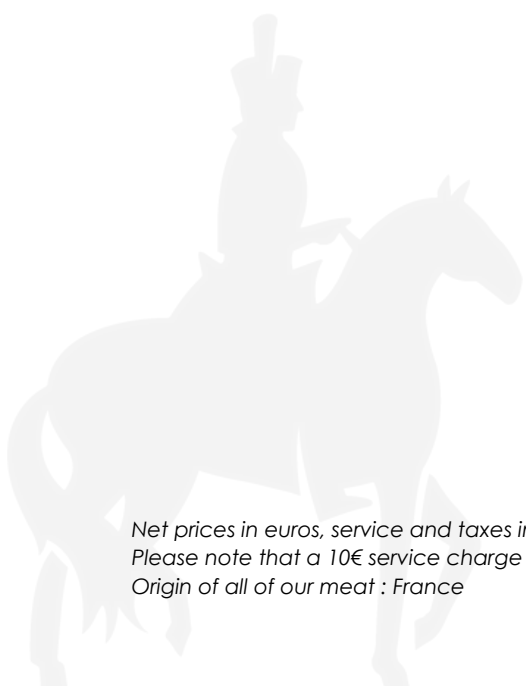 Net prices in euros, service and taxes
Please note that a 10€ service charge
Origin of all of our meat : France